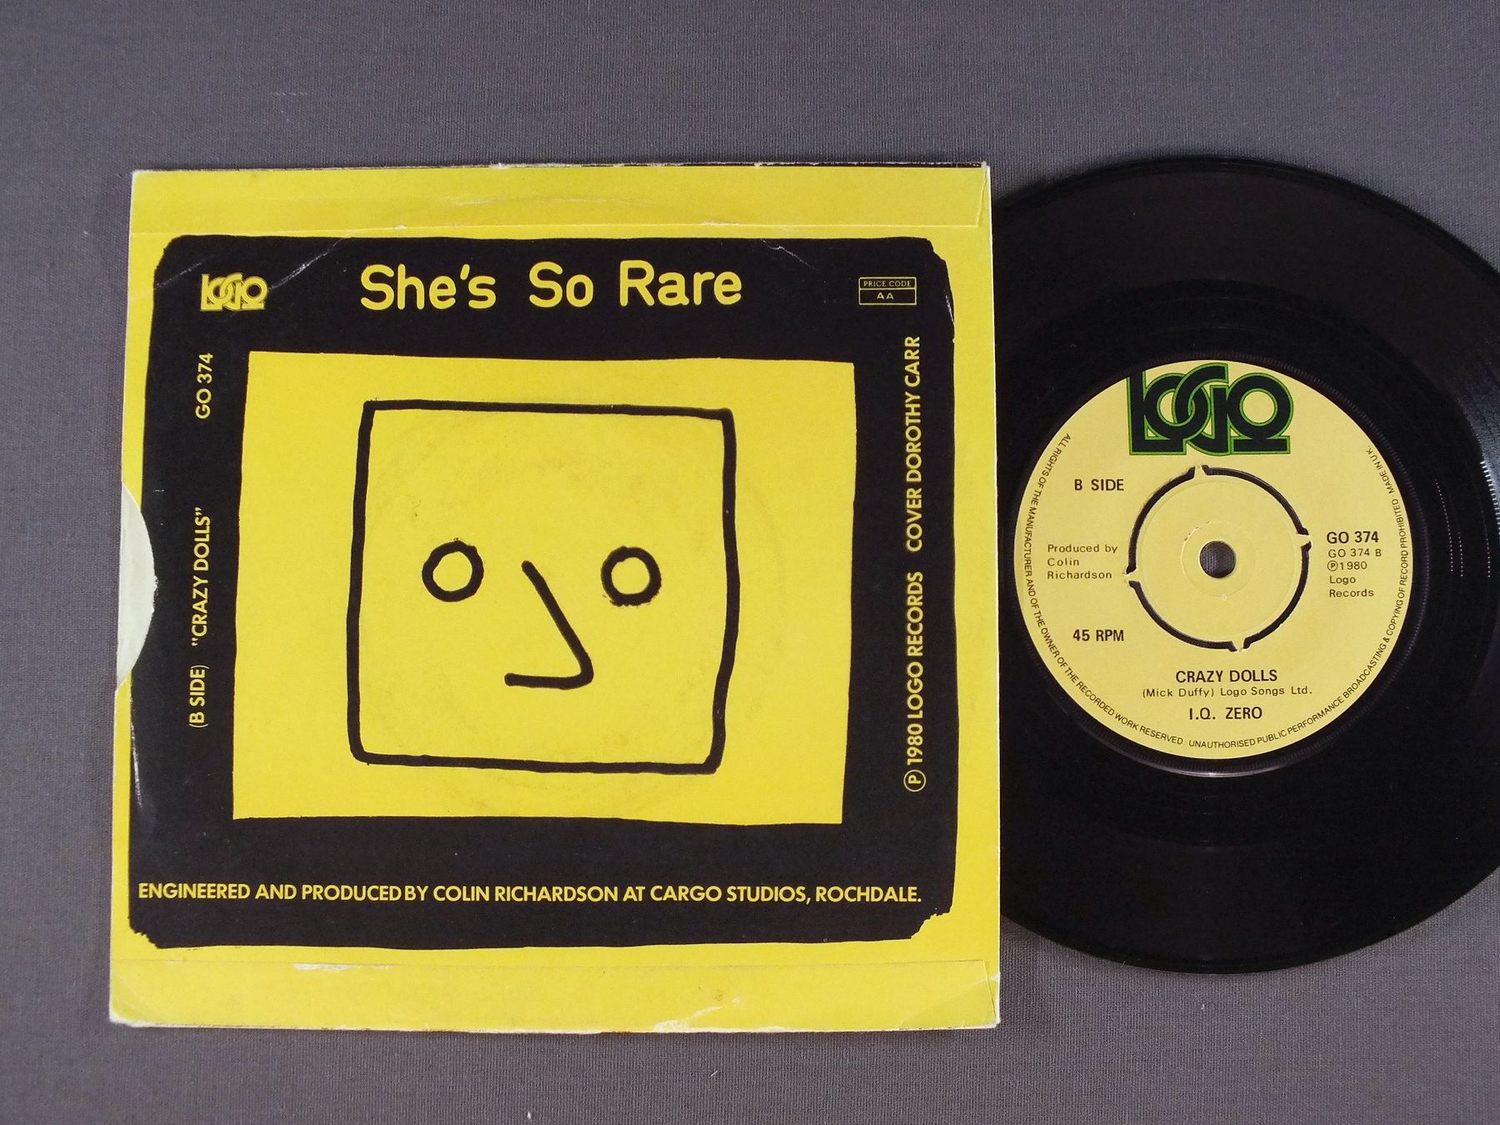 LOGO
She's So Rare
PRICE CODE
AA
GO 374
(B SIDE) "CRAZY DOLLS"
℗ 1980 LOGO RECORDS COVER DOROTHY CARR
ENGINEERED AND PRODUCED BY COLIN RICHARDSON AT CARGO STUDIOS, ROCHDALE.
LOGO
B SIDE
Produced by
Colin
Richardson
45 RPM
GO 374
GO 374 B
℗1980
Logo
Records
CRAZY DOLLS
(Mick Duffy) Logo Songs Ltd.
I.Q. ZERO
ALL RIGHTS OF THE MANUFACTURER AND OF THE OWNER OF THE RECORDED WORK RESERVED UNAUTHORISED PUBLIC PERFORMANCE BROADCASTING & COPYING OF RECORD PROHIBITED MADE IN U.K.